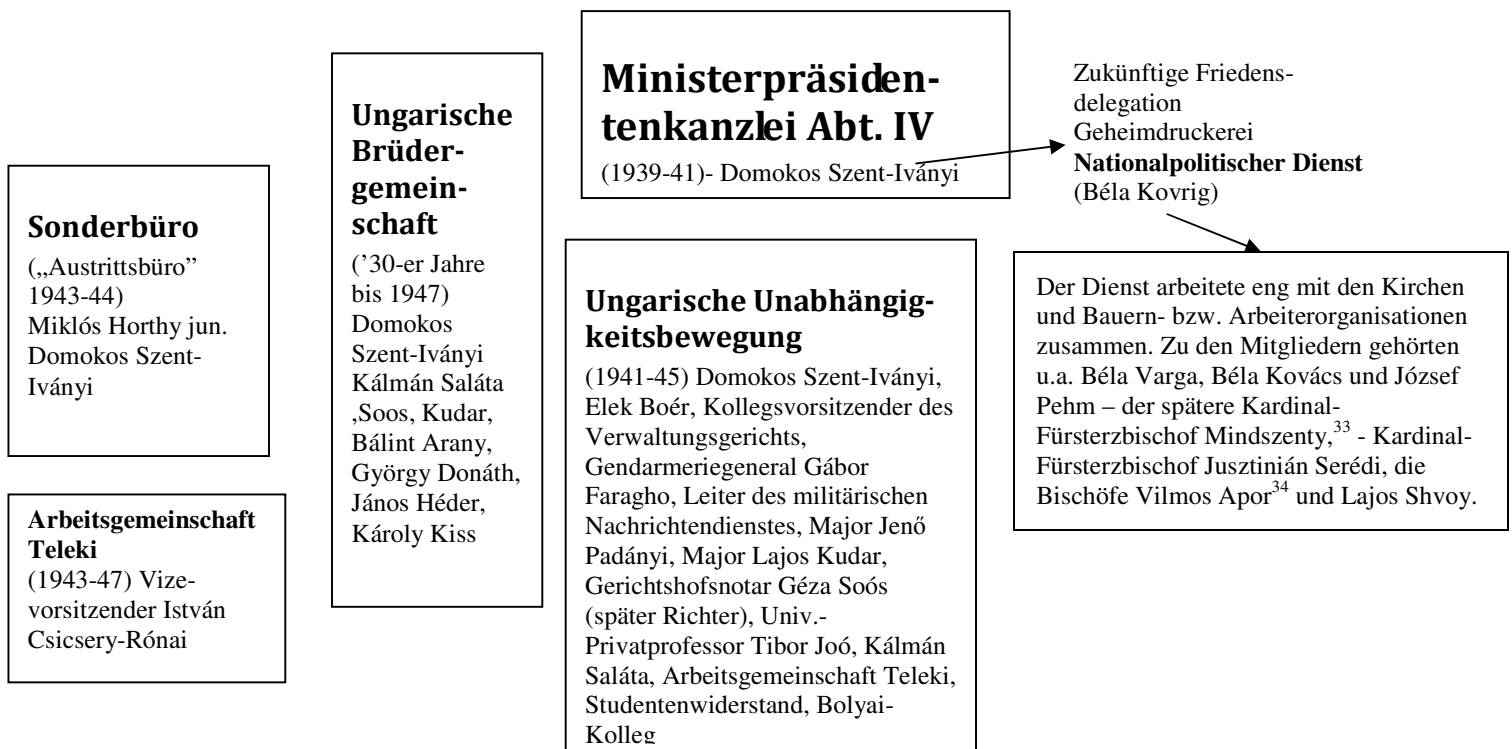 Sonderbüro
(„Austrittsbüro”
1943-44)
Miklós Horthy jun.
Domokos Szent-
Iványi
Arbeitsgemeinschaft
Teleki
(1943-47) Vize-
vorsitzender István
Csicsery-Rónai
Ungarische
Brüder-
gemein-
schaft
(’30-er Jahre
bis 1947)
Domokos
Szent-Iványi
Kálmán Saláta
,Soos, Kudar,
Bálint Arany,
György Donáth,
János Héder,
Károly Kiss
Ministerpräsiden-
tenkanzlei Abt. IV
(1939-41)- Domokos Szent-Iványi
Ungarische Unabhängig-
keitsbewegung
(1941-45) Domokos Szent-Iványi,
Elek Boér, Kollegsvorsitzender des
Verwaltungsgerichts,
Gendarmeriegeneral Gábor
Faragho, Leiter des militärischen
Nachrichtendienstes, Major Jenő
Padányi, Major Lajos Kudar,
Gerichtshofsnotar Géza Soós
(später Richter), Univ.-
Privatprofessor Tibor Joó, Kálmán
Saláta, Arbeitsgemeinschaft Teleki,
Studentenwiderstand, Bolyai-
Kolleg
Zukünftige Friedens-
delegation
Geheimdruckerei
Nationalpolitischer Dienst
(Béla Kovrig)
Der Dienst arbeitete eng mit den Kirchen
und Bauern- bzw. Arbeiterorganisationen
zusammen. Zu den Mitgliedern gehörten
u.a. Béla Varga, Béla Kovács und József
Pehm – der spätere Kardinal-
Fürsterzbischof Mindszenty,33 - Kardinal-
Fürsterzbischof Jusztinián Serédi, die
Bischöfe Vilmos Apor34 und Lajos Shvoy.